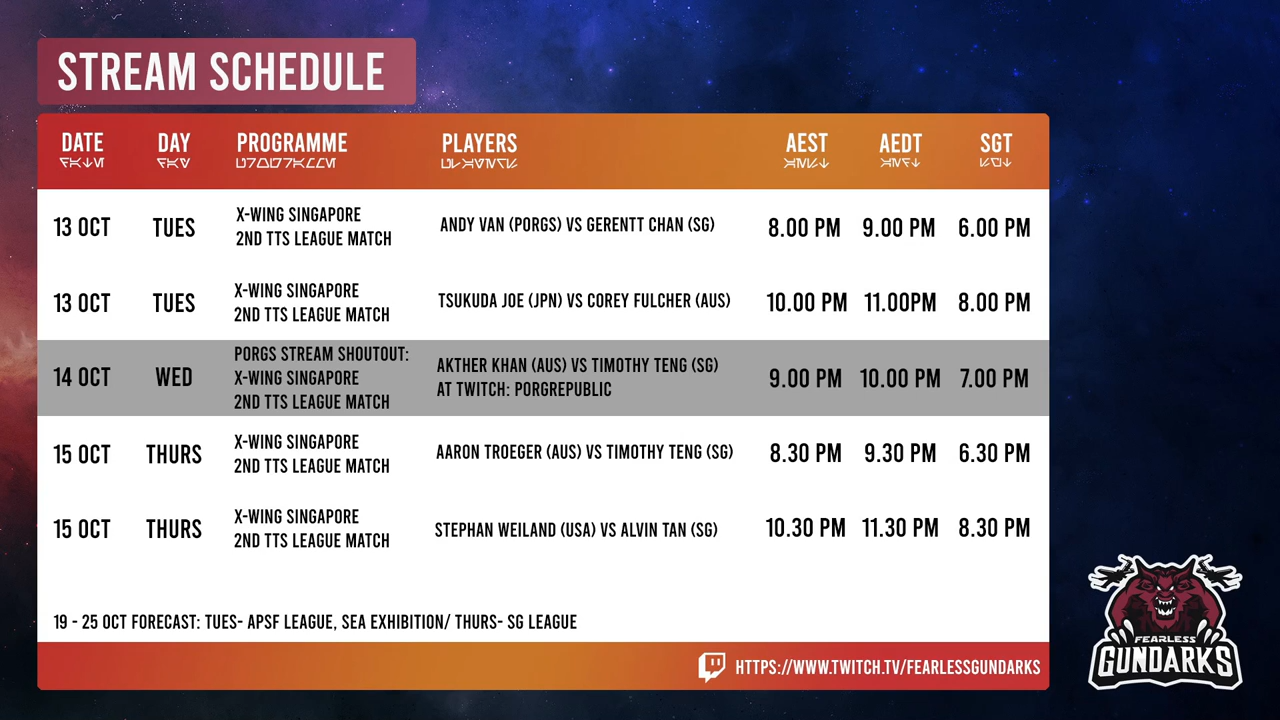 STREAM SCHEDULE
DATE DAY PROGRAMME PLAYERS AEST AEDT SGT
13 OCT TUES X-WING SINGAPORE
2ND TTS LEAGUE MATCH ANDY VAN (PORGS) VS GERENTT CHAN (SG) 8.00 PM 9.00 PM 6.00 PM
13 OCT TUES X-WING SINGAPORE
2ND TTS LEAGUE MATCH TSUKUDA JOE (JPN) VS COREY FULCHER (AUS) 10.00 PM 11.00PM 8.00 PM
14 OCT WED PORGS STREAM SHOUTOUT:
X-WING SINGAPORE
2ND TTS LEAGUE MATCH AKTHER KHAN (AUS) VS TIMOTHY TENG (SG)
AT TWITCH: PORGREPUBLIC 9.00 PM 10.00 PM 7.00 PM
15 OCT THURS X-WING SINGAPORE
2ND TTS LEAGUE MATCH AARON TROEGER (AUS) VS TIMOTHY TENG (SG) 8.30 PM 9.30 PM 6.30 PM
15 OCT THURS X-WING SINGAPORE
2ND TTS LEAGUE MATCH STEPHAN WEILAND (USA) VS ALVIN TAN (SG) 10.30 PM 11.30 PM 8.30 PM
19 - 25 OCT FORECAST: TUES- APSF LEAGUE, SEA EXHIBITION/ THURS- SG LEAGUE
HTTPS://WWW.TWITCH.TV/FEARLESSGUNDARKS
FEARLESS
GUNDARKS